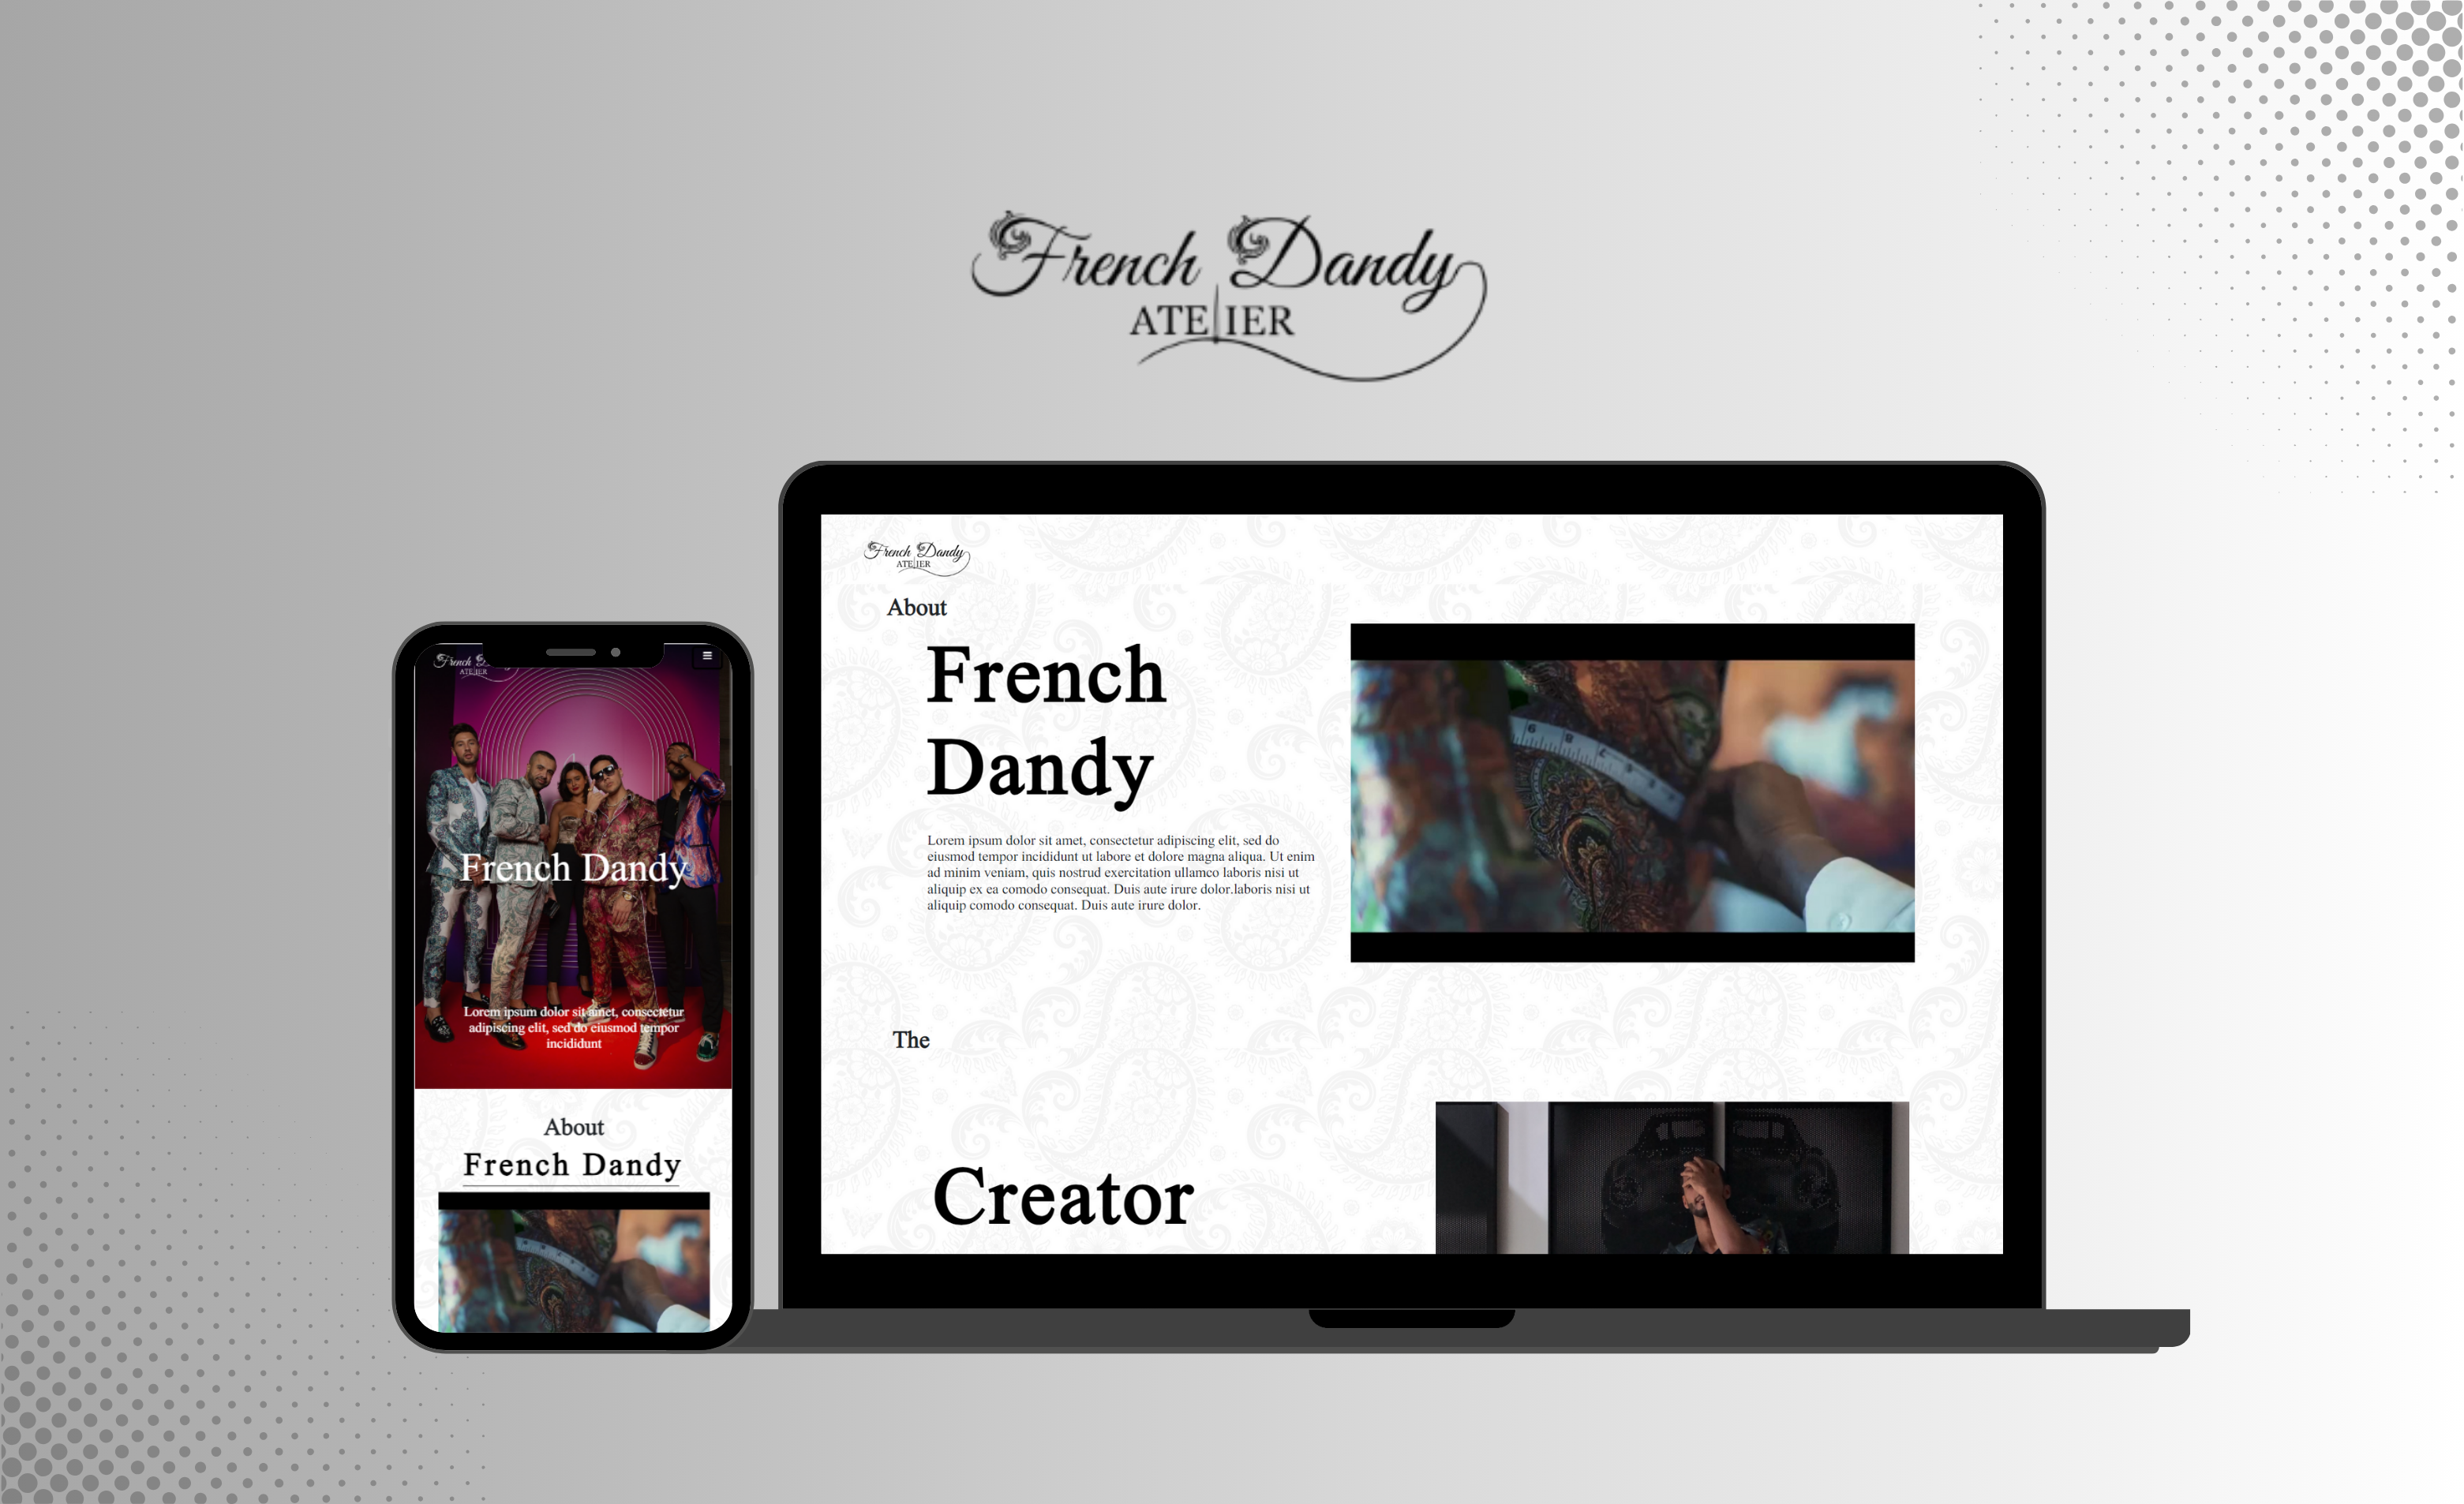 French Dandy
ATELIER
French Dandy
ATELIER
About
French
Dandy
Lorem ipsum dolor sit amet, consectetur adipiscing elit, sed do
eiusmod tempor incididunt ut labore et dolore magna aliqua. Ut enim
ad minim veniam, quis nostrud exercitation ullamco laboris nisi ut
aliquip ex ea comodo consequat. Duis aute irure dolor.laboris nisi ut
aliquip comodo consequat. Duis aute irure dolor.
The
Creator
French
ATELIER
French Dandy
Lorem ipsum dolor sit amet, consectetur
adipiscing elit, sed do eiusmod tempor
incididunt
About
French Dandy